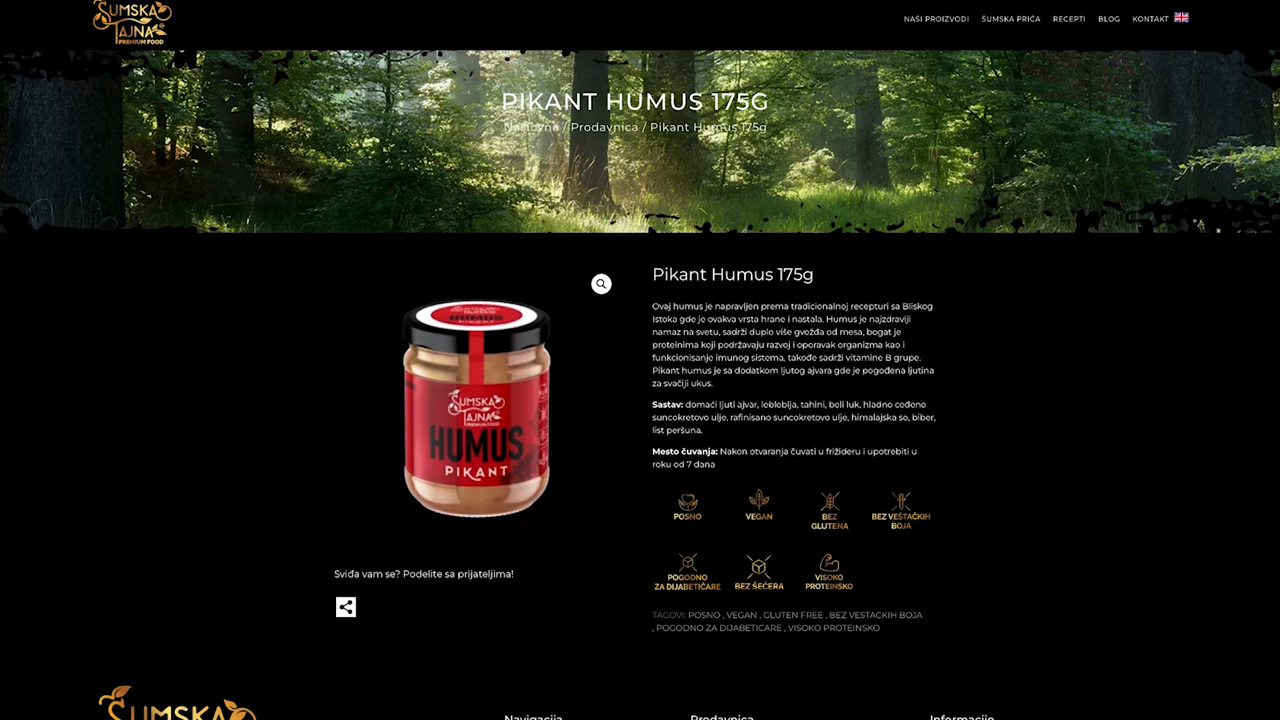 ŠUMSKA
TAJNA
PREMIUM FOOD
NAŠI PROIZVODI
ŠUMSKA PRIČA
RECEPTI
BLOG
KONTAKT
PIKANT HUMUS 175G
Naslovna / Prodavnica / Pikant Humus 175g
HUMUS
ŠUMSKA
TAJNA
PREMIUM FOOD
HUMUS
PIKANT
Sviđa vam se? Podelite sa prijateljima!
Pikant Humus 175g
Ovaj humus je napravljen prema tradicionalnoj recepturi sa Bliskog
Istoka gde je ovakva vrsta hrane i nastala. Humus je najzdraviji
namaz na svetu, sadrži duplo više gvožđa od mesa, bogat je
proteinima koji podržavaju razvoj i oporavak organizma kao i
funkcionisanje imunog sistema, takođe sadrži vitamine B grupe.
Pikant humus je sa dodatkom ljutog ajvara gde je pogođena ljutina
za svačiji ukus.
Sastav: domaći ljuti ajvar, leblebija, tahini, beli luk, hladno ceđeno
suncokretovo ulje, rafinisano suncokretovo ulje, himalajska so, biber,
list peršuna.
Mesto čuvanja: Nakon otvaranja čuvati u frižideru i upotrebiti u
roku od 7 dana
POSNO
VEGAN
BEZ
GLUTENA
BEZ VEŠTAČKIH
BOJA
POGODNO
ZA DIJABETIČARE
BEZ ŠEĆERA
VISOKO
PROTEINSKO
TAGOVI: POSNO , VEGAN , GLUTEN FREE , BEZ VESTACKIH BOJA
, POGODNO ZA DIJABETICARE , VISOKO PROTEINSKO
ŠUMSKA
Navigacija
Prodavnica
Informacije